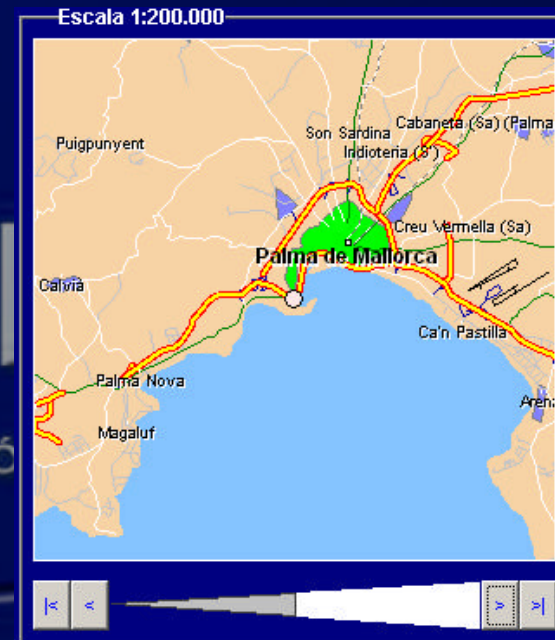 Escala 1:200.000
Cabaneta (Sa) (Palma
Son Sardina
Puigpunyent
Indioteria (S')
Creu Vermella (Sa)
Palma de Mallorca
Calvia
Ca'n Pastilla
Palma Nova
Arena
Magaluf
ó
|< < > >|